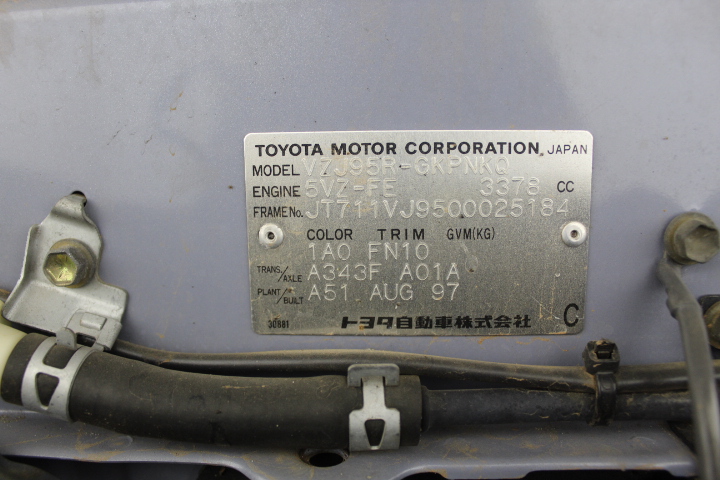 TOYOTA MOTOR CORPORATION, JAPAN
MODEL VZJ95R-GKPNKQ
ENGINE 5VZ-FE 3378 CC
FRAME No. JT711VJ9500025184
COLOR TRIM GVM(KG)
1A0 FN10
TRANS./AXLE A343F A01A
PLANT/BUILT A51 AUG 97
30881 トヨタ自動車株式会社 C